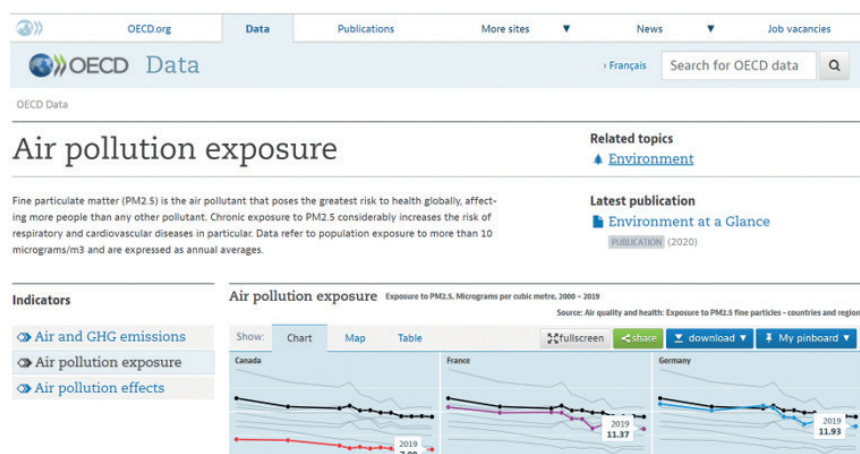 OECD.org Data Publications More sites ▼ News ▼ Job vacancies
OECD Data
› Français Search for OECD data
OECD Data
Air pollution exposure
Related topics
Environment
Fine particulate matter (PM2.5) is the air pollutant that poses the greatest risk to health globally, affect-
ing more people than any other pollutant. Chronic exposure to PM2.5 considerably increases the risk of
respiratory and cardiovascular diseases in particular. Data refer to population exposure to more than 10
micrograms/m3 and are expressed as annual averages.
Latest publication
Environment at a Glance
PUBLICATION (2020)
Indicators
Air and GHG emissions
Air pollution exposure
Air pollution effects
Air pollution exposure Exposure to PM2.5, Micrograms per cubic metre, 2000 – 2019
Source: Air quality and health: Exposure to PM2.5 fine particles – countries and region
Show: Chart Map Table fullscreen share download ▼ My pinboard ▼
Canada France Germany
2019
11.37
2019
11.93
2019